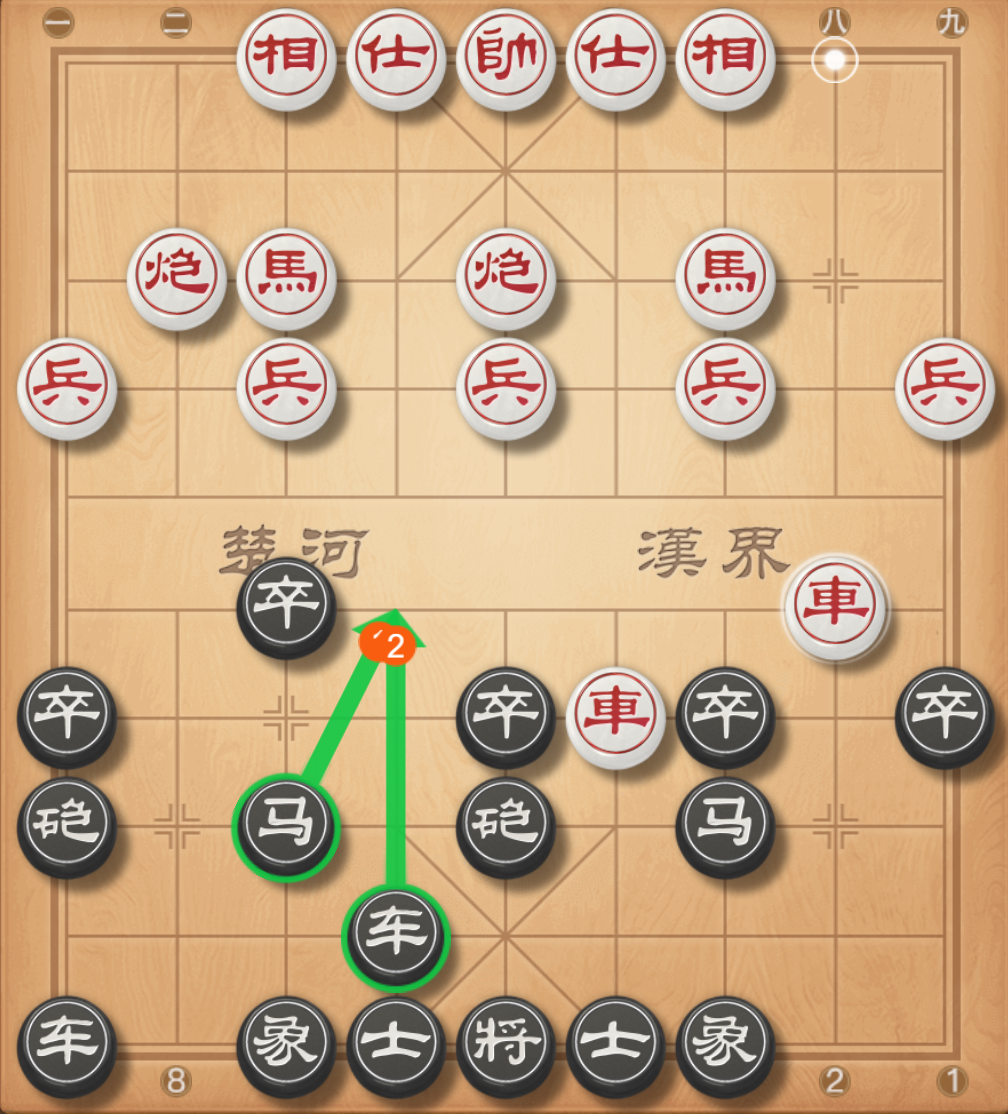 一 二 八 九
相 仕 帥 仕 相
炮 馬 炮 馬
兵 兵 兵 兵 兵
楚河 漢界
卒 車
2
卒 卒 車 卒 卒
砲 马 砲 马
车
车 象 士 將 士 象
8 2 1